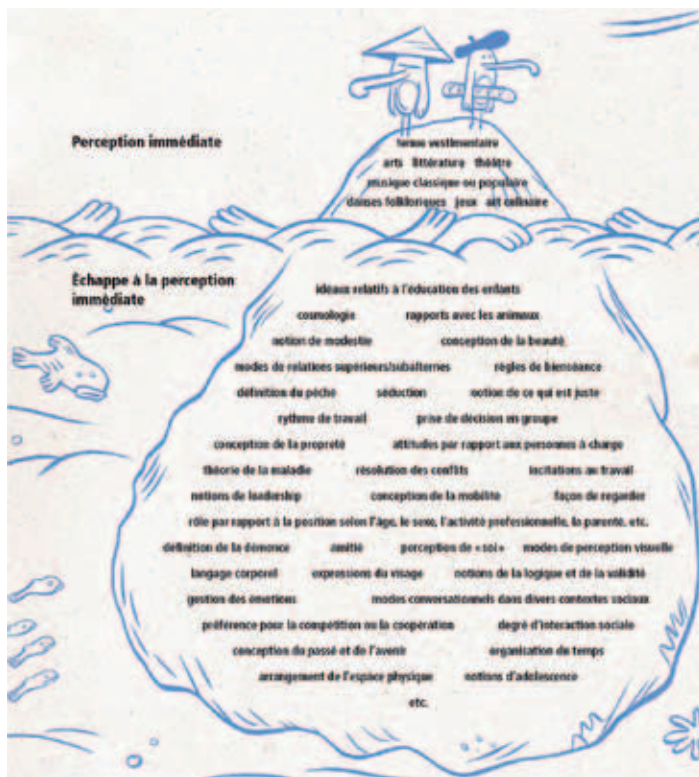 Perception immédiate
tenue vestimentaire
arts littérature théâtre
musique classique ou populaire
danses folkloriques jeux art culinaire
Échappe à la perception
immédiate
idéaux relatifs à l'éducation des enfants
cosmologie rapports avec les animaux
notion de modestie conception de la beauté
modes de relations supérieurs/subalternes règles de bienséance
définition du péché séduction notion de ce qui est juste
rythme de travail prise de décision en groupe
conception de la propreté attitudes par rapport aux personnes à charge
théorie de la maladie résolution des conflits incitations au travail
notions de leadership conception de la mobilité façon de regarder
rôle par rapport à la position selon l'âge, le sexe, l'activité professionnelle, la parenté, etc.
définition de la démence amitié perception de « soi » modes de perception visuelle
langage corporel expressions du visage notions de la logique et de la validité
gestion des émotions modes conversationnels dans divers contextes sociaux
préférence pour la compétition ou la coopération degré d'interaction sociale
conception du passé et de l'avenir organisation du temps
arrangement de l'espace physique notions d'adolescence
etc.